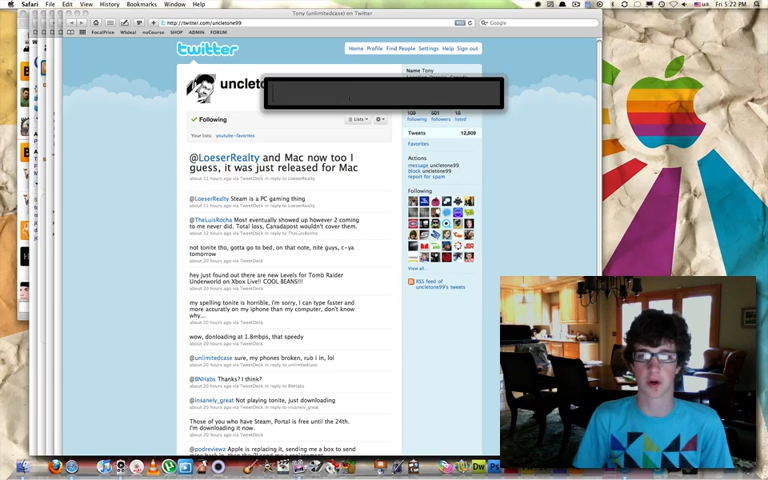 Safari File Edit View History Bookmarks Window Help
Fri 5:22 PM
Tony (unlimitedcase) on Twitter
http://twitter.com/uncletone99
Google
FocalPrice WSdeal nuCourse SHOP ADMIN FORUM
twitter
Home Profile Find People Settings Help Sign out
Name Tony
following followers listed
Following
Lists
Your lists: youtube-favorites
Tweets 12,809
Favorites
@LoeserRealty and Mac now too I
guess, it was just released for Mac
about 11 hours ago via TweetDeck in reply to LoeserRealty
Actions
message uncletone99
block uncletone99
report for spam
Following
@LoeserRealty Steam is a PC gaming thing
about 11 hours ago via TweetDeck in reply to LoeserRealty
@TheLuisRocha Most eventually showed up however 2 coming
to me never did. Total loss, Canadapost wouldn't cover them.
about 12 hours ago via TweetDeck in reply to TheLuisRocha
not tonite tho, gotta go to bed, on that note, nite guys, c-ya
tomorrow
about 20 hours ago via TweetDeck
View all...
hey just found out there are new Levels for Tomb Raider
Underworld on Xbox Live!! COOL BEANS!!!
about 20 hours ago via TweetDeck
RSS feed of
uncletone99's tweets
my spelling tonite is horrible, i'm sorry, I can type faster and
more accuratly on my iphone than my computer, don't know
why...
about 20 hours ago via TweetDeck
wow, donloading at 1.8mbps, that speedy
about 20 hours ago via TweetDeck
@unlimitedcase sure, my phones broken, rub i in, lol
about 20 hours ago via TweetDeck in reply to unlimitedcase
@BNHabs Thanks? I think?
about 20 hours ago via TweetDeck in reply to BNHabs
@insanely_great Not playing tonite, just downloading
about 20 hours ago via TweetDeck in reply to insanely_great
Those of you who have Steam, Portal is free until the 24th.
I'm downloading it now.
about 20 hours ago via TweetDeck
@podreviewz Apple is replacing it, sending me a box to send
Dw Ps